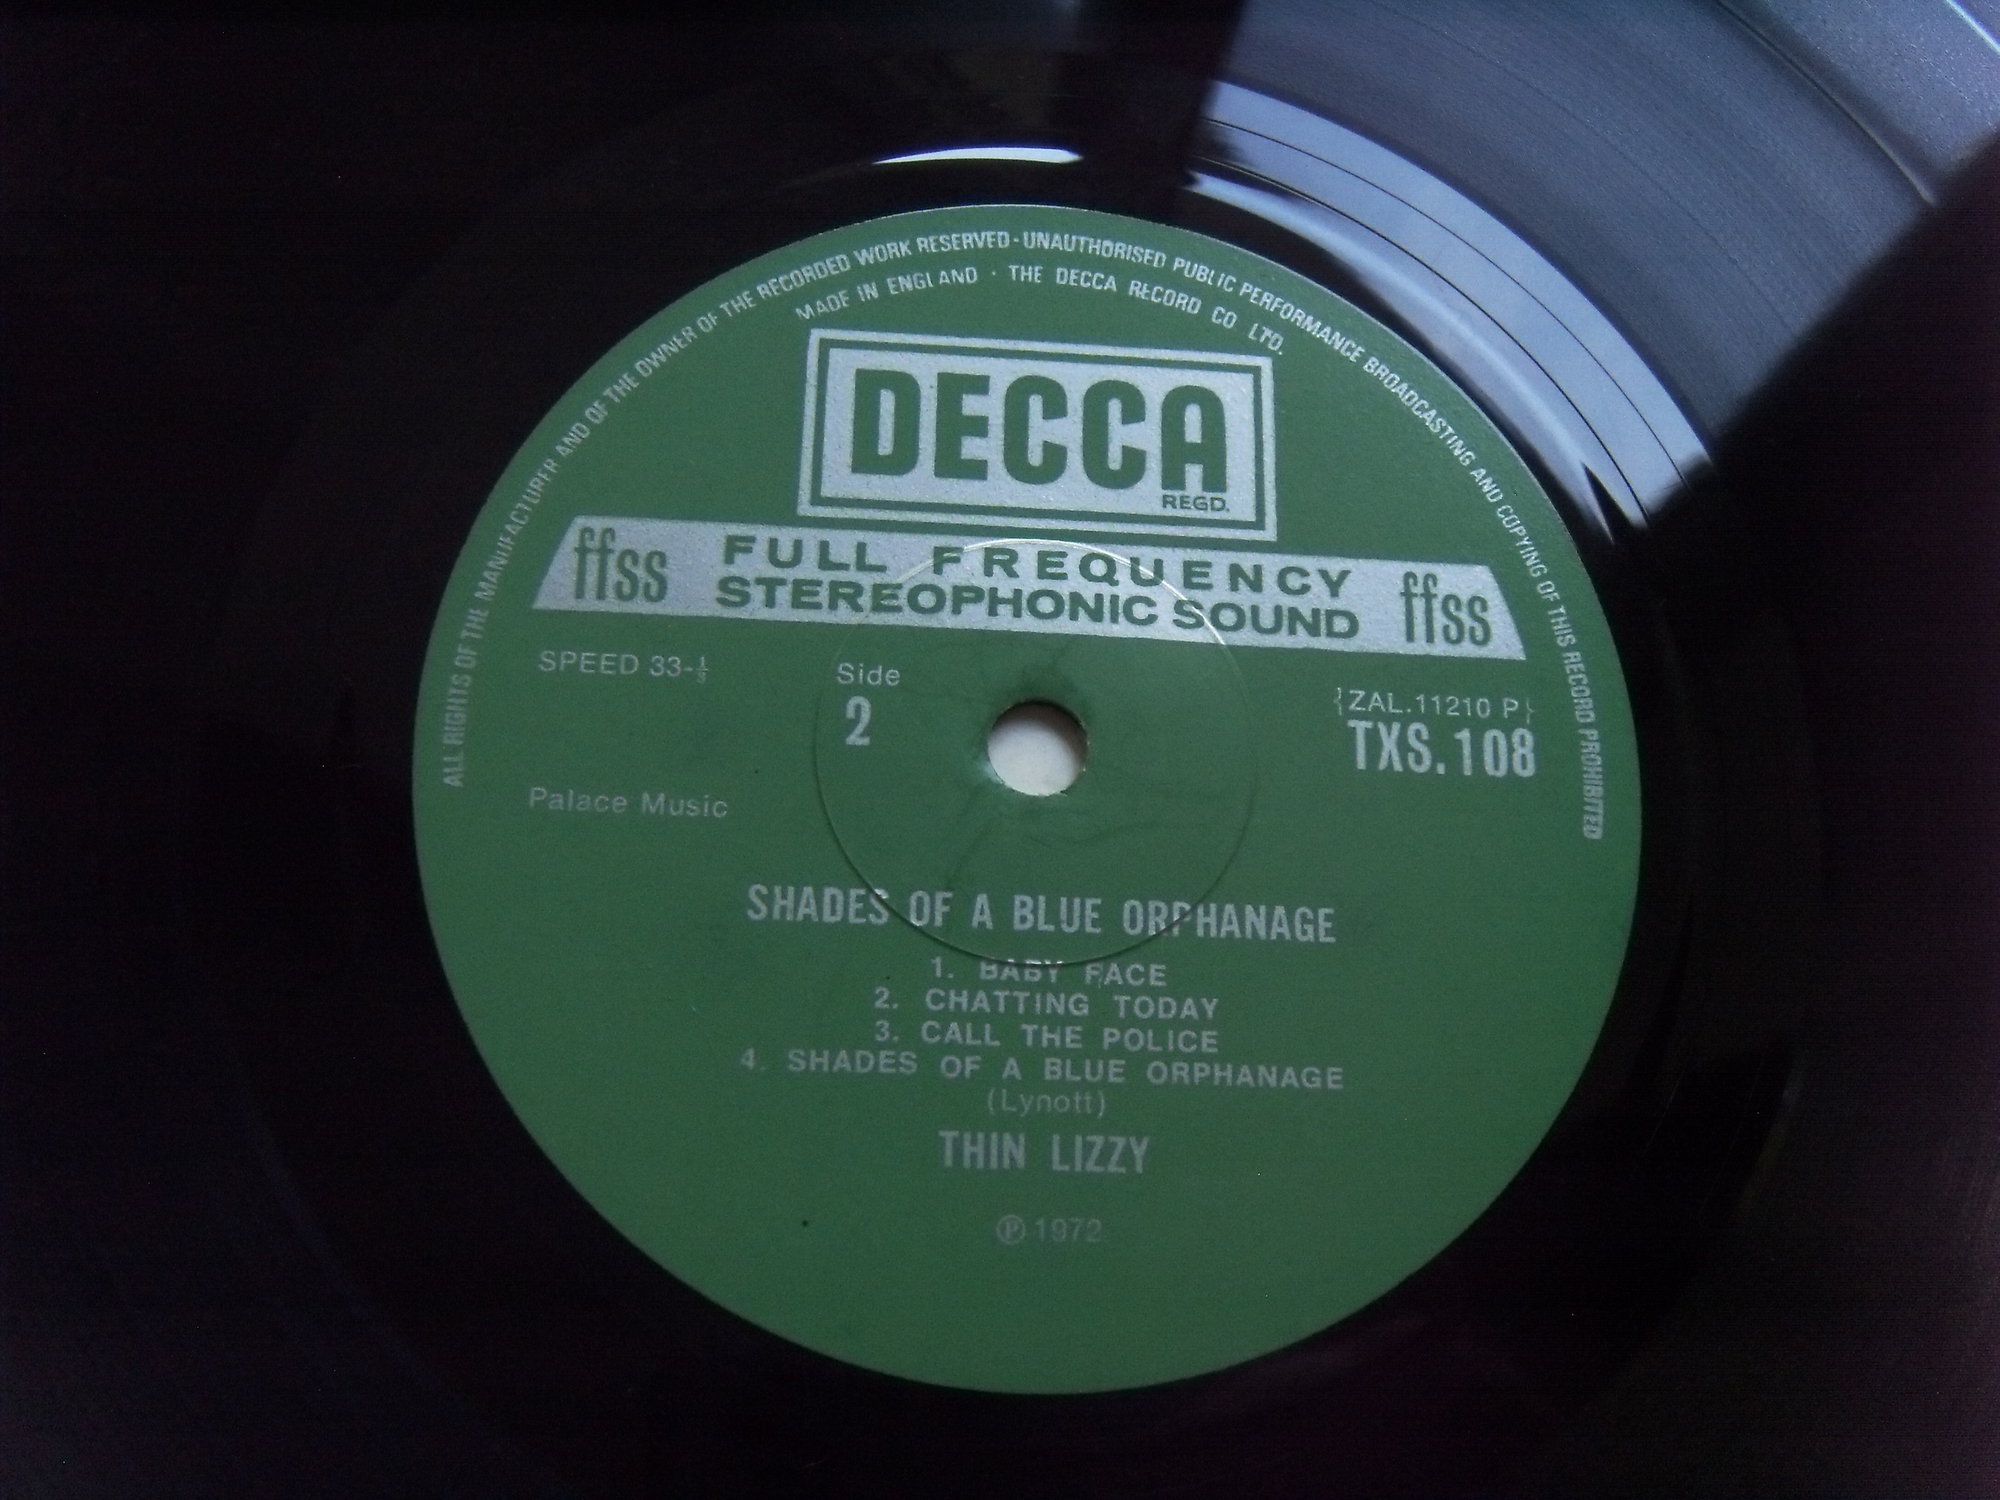 ALL RIGHTS OF THE MANUFACTURER AND OF THE OWNER OF THE RECORDED WORK RESERVED · UNAUTHORISED PUBLIC PERFORMANCE BROADCASTING AND COPYING OF THIS RECORD PROHIBITED
MADE IN ENGLAND · THE DECCA RECORD CO LTD.
DECCA
REGD.
ffss FULL FREQUENCY ffss
STEREOPHONIC SOUND
SPEED 33-⅓
Side
2
{ZAL.11210 P}
TXS.108
Palace Music
SHADES OF A BLUE ORPHANAGE
1. BABY FACE
2. CHATTING TODAY
3. CALL THE POLICE
4. SHADES OF A BLUE ORPHANAGE
(Lynott)
THIN LIZZY
℗ 1972